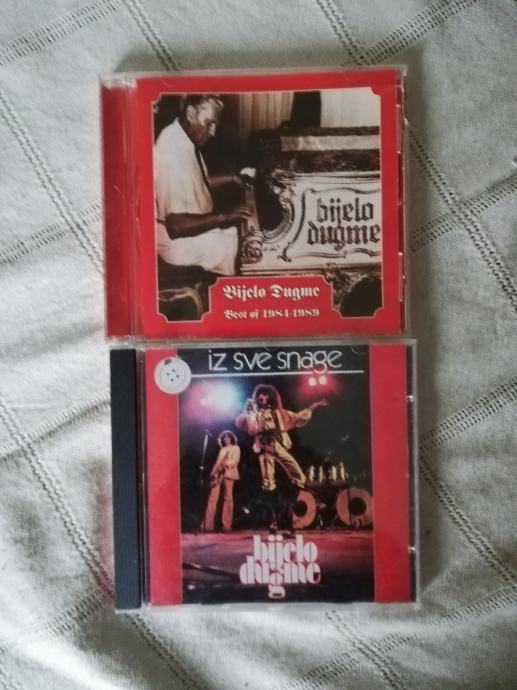 bijelo
dugme
Bijelo Dugme
Best of 1984-1989
iz sve snage
bijelo
dugme